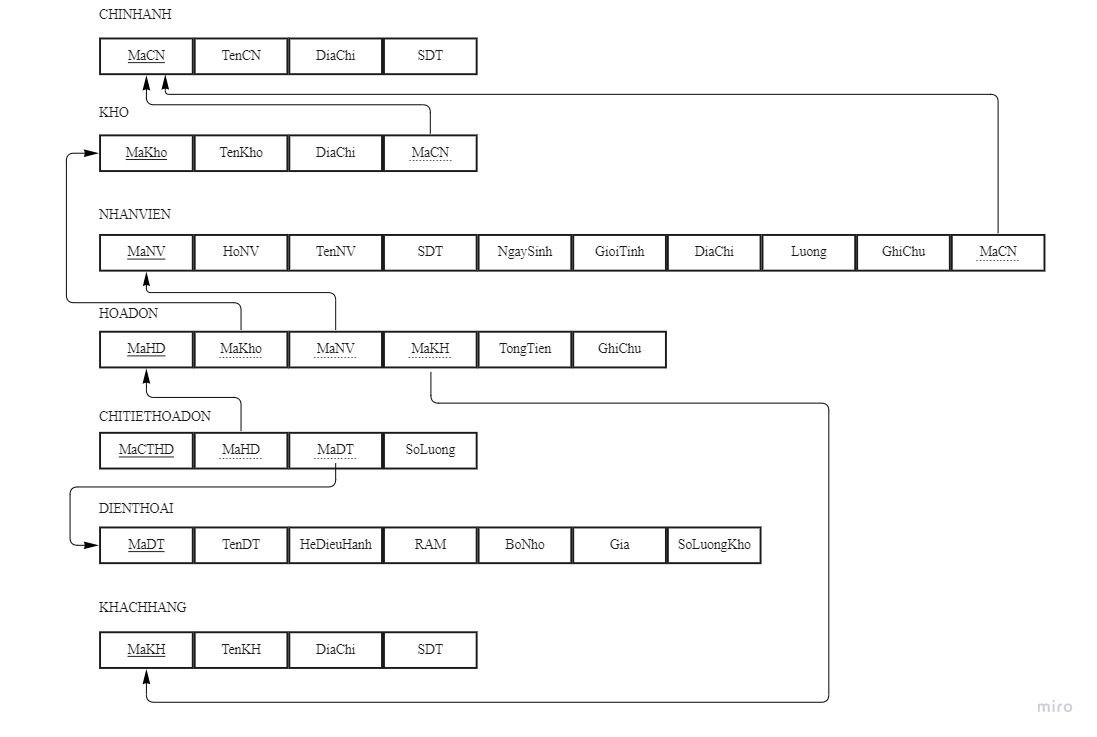 CHINHANH
MaCN TenCN DiaChi SDT
KHO
MaKho TenKho DiaChi MaCN
NHANVIEN
MaNV HoNV TenNV SDT NgaySinh GioiTinh DiaChi Luong GhiChu MaCN
HOADON
MaHD MaKho MaNV MaKH TongTien GhiChu
CHITIETHOADON
MaCTHD MaHD MaDT SoLuong
DIENTHOAI
MaDT TenDT HeDieuHanh RAM BoNho Gia SoLuongKho
KHACHHANG
MaKH TenKH DiaChi SDT
miro